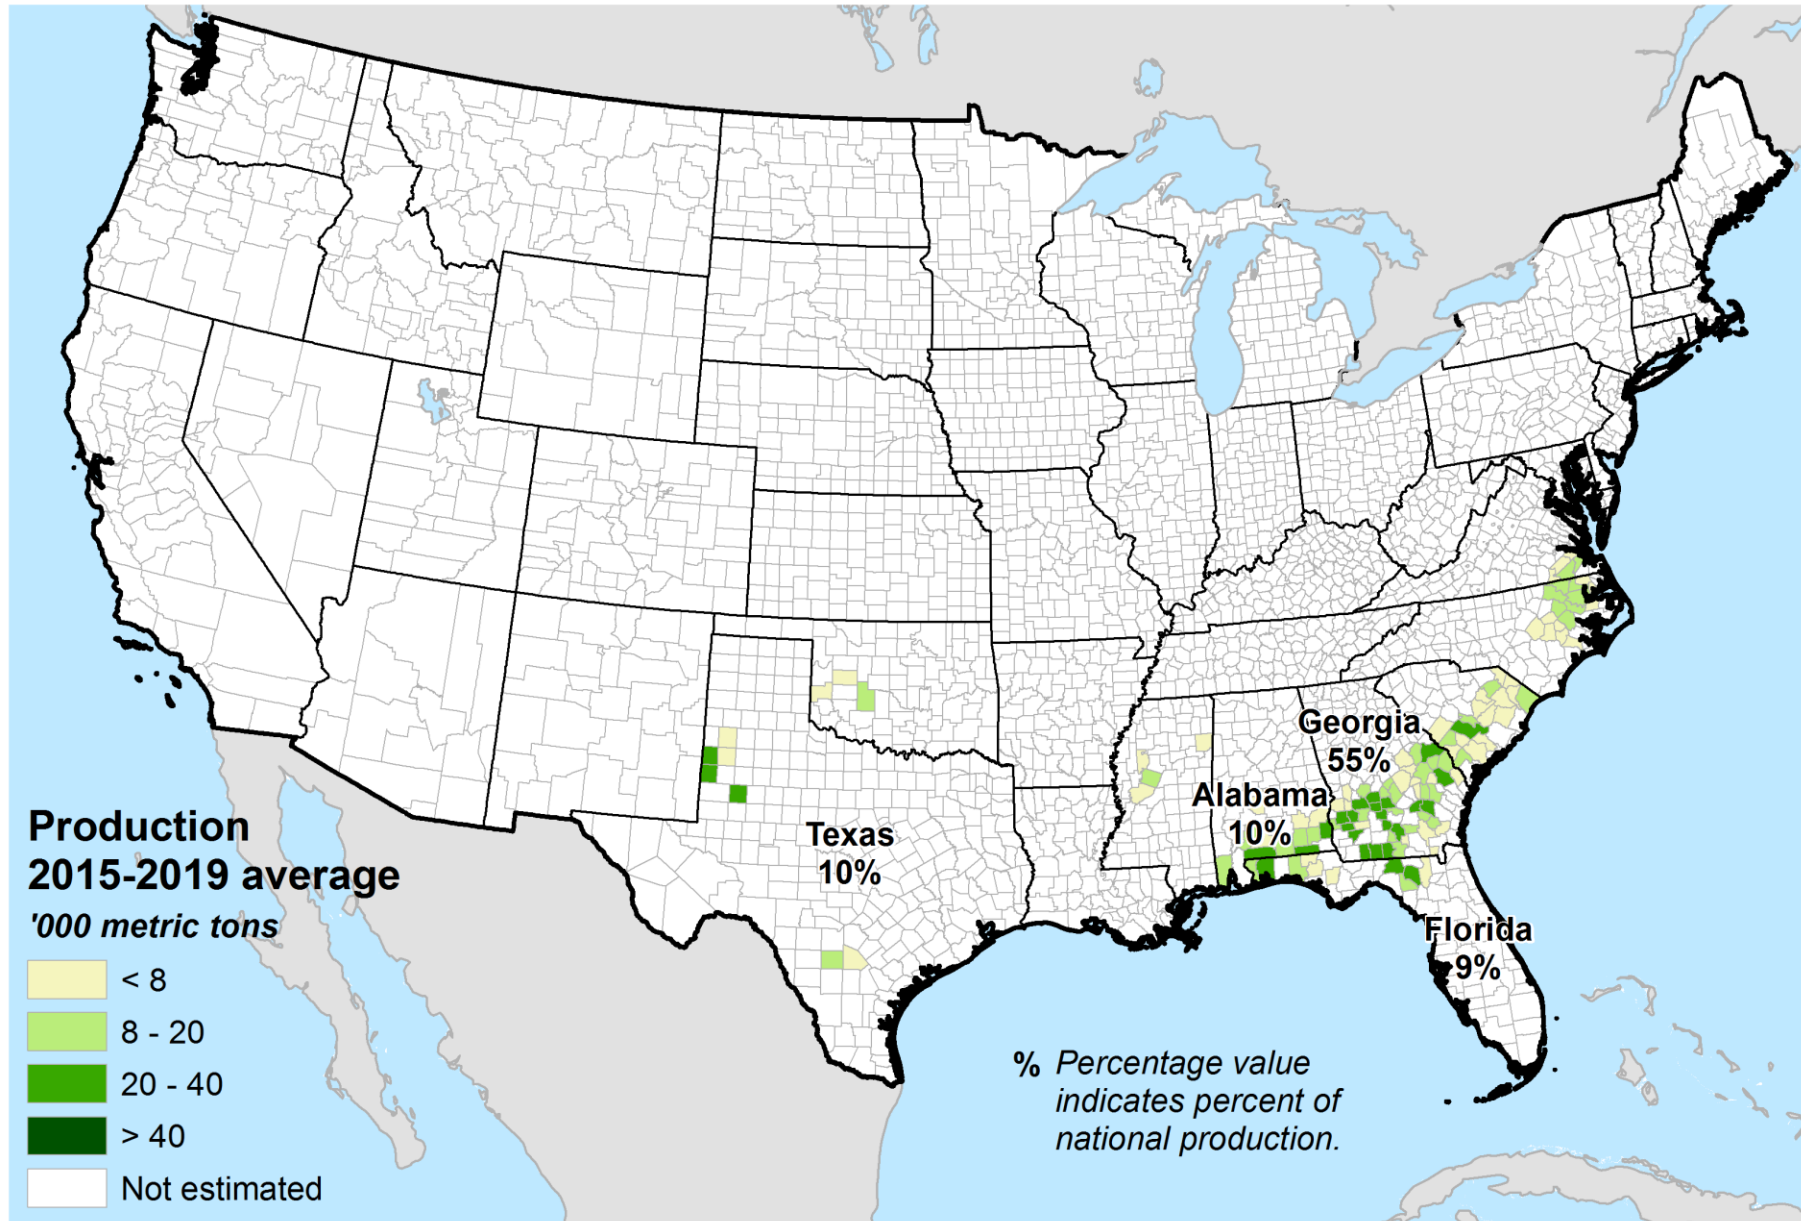 Georgia
55%
Alabama
10%
Texas
10%
Florida
9%
Production
2015-2019 average
'000 metric tons
< 8
8 - 20
20 - 40
> 40
Not estimated
% Percentage value
indicates percent of
national production.